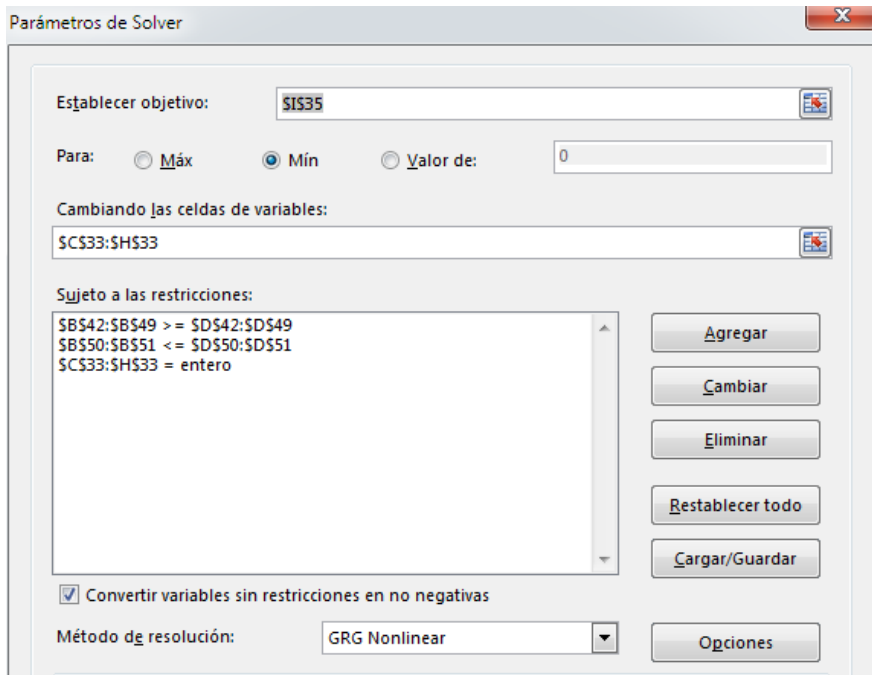 Parámetros de Solver
Establecer objetivo: $I$35
Para: Máx Mín Valor de: 0
Cambiando las celdas de variables:
$C$33:$H$33
Sujeto a las restricciones:
$B$42:$B$49 >= $D$42:$D$49
$B$50:$B$51 <= $D$50:$D$51
$C$33:$H$33 = entero
Agregar
Cambiar
Eliminar
Restablecer todo
Cargar/Guardar
Convertir variables sin restricciones en no negativas
Método de resolución: GRG Nonlinear Opciones